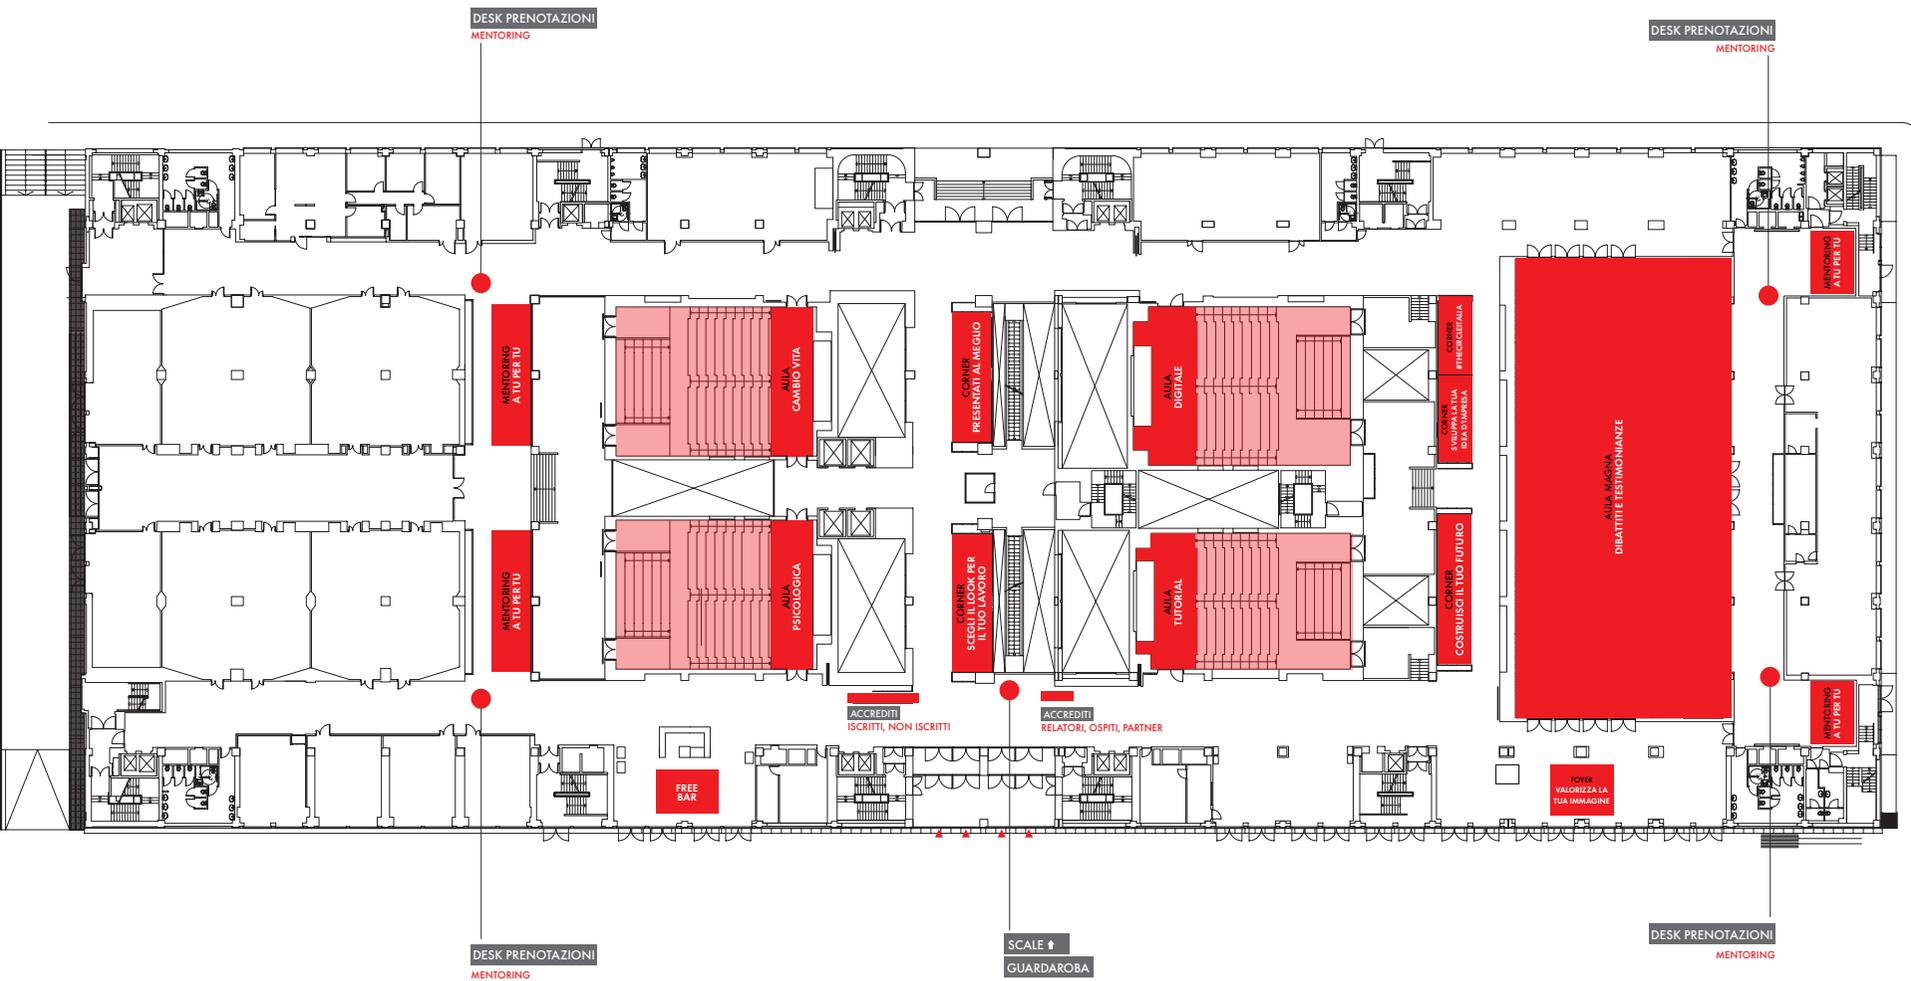 DESK PRENOTAZIONI
MENTORING
DESK PRENOTAZIONI
MENTORING
MENTORING
A TU PER TU
MENTORING
A TU PER TU
AULA
CAMBIO VITA
CORNER
PRESENTATI AL MEGLIO
AULA
DIGITALE
CORNER
#THECIRCLEITALIA
CORNER
SVILUPPA LA TUA
IDEA D'IMPRESA
AULA MAGNA
DIBATTITI E TESTIMONIANZE
MENTORING
A TU PER TU
AULA
PSICOLOGICA
CORNER
SCEGLI IL LOOK PER
IL TUO LAVORO
AULA
TUTORIAL
CORNER
COSTRUISCI IL TUO FUTURO
MENTORING
A TU PER TU
ACCREDITI
ISCRITTI, NON ISCRITTI
ACCREDITI
RELATORI, OSPITI, PARTNER
FREE
BAR
FOYER
VALORIZZA LA
TUA IMMAGINE
DESK PRENOTAZIONI
MENTORING
SCALE
GUARDAROBA
DESK PRENOTAZIONI
MENTORING